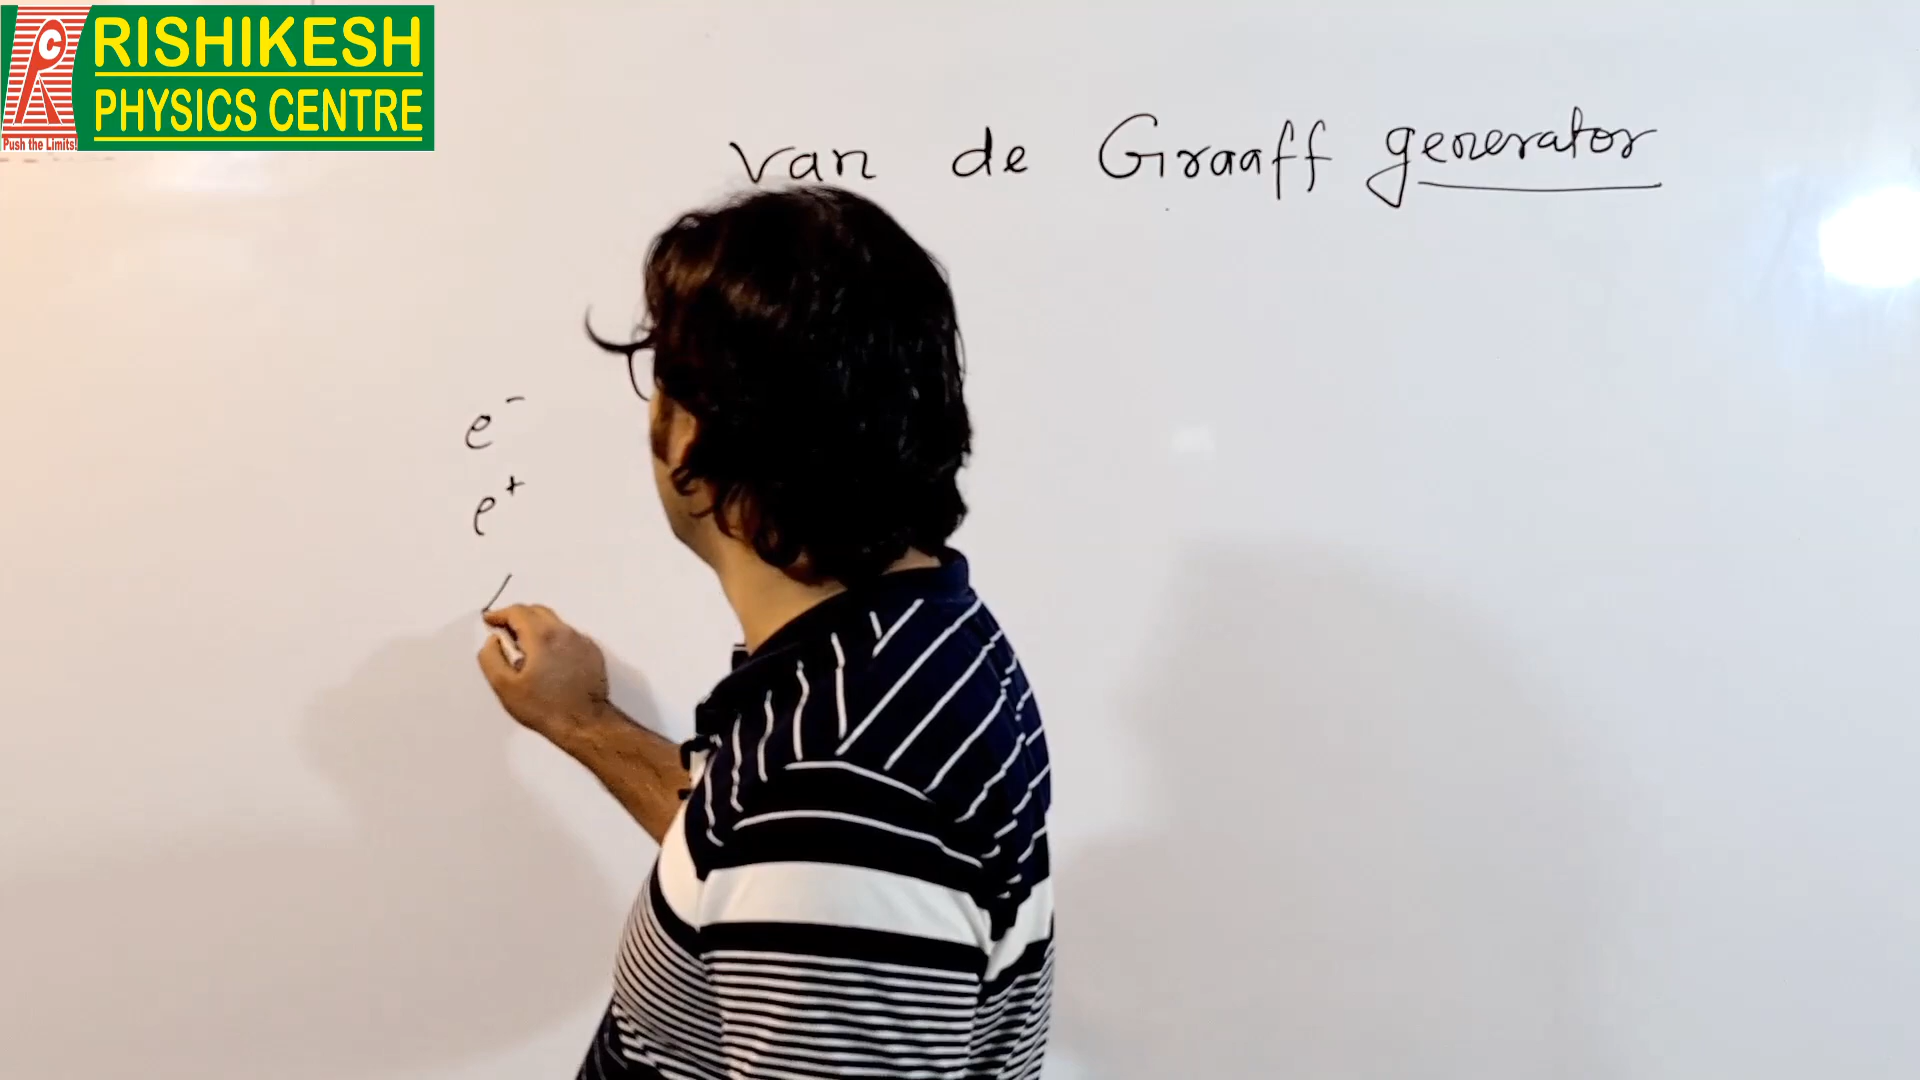 RISHIKESH
PHYSICS CENTRE
Push the Limits!
van de Graaff generator
e⁻
e⁺